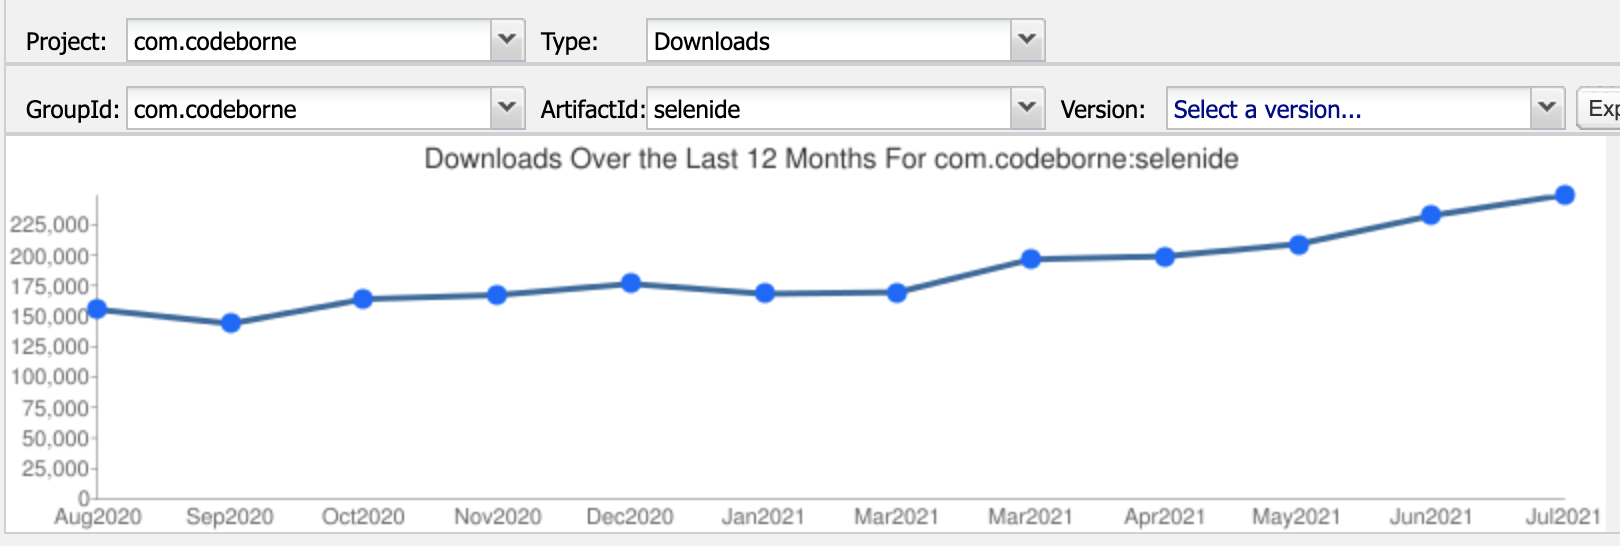 Project: com.codeborne Type: Downloads
GroupId: com.codeborne ArtifactId: selenide Version: Select a version... Exp
Downloads Over the Last 12 Months For com.codeborne:selenide
225,000
200,000
175,000
150,000
125,000
100,000
75,000
50,000
25,000
0
Aug2020 Sep2020 Oct2020 Nov2020 Dec2020 Jan2021 Mar2021 Mar2021 Apr2021 May2021 Jun2021 Jul2021